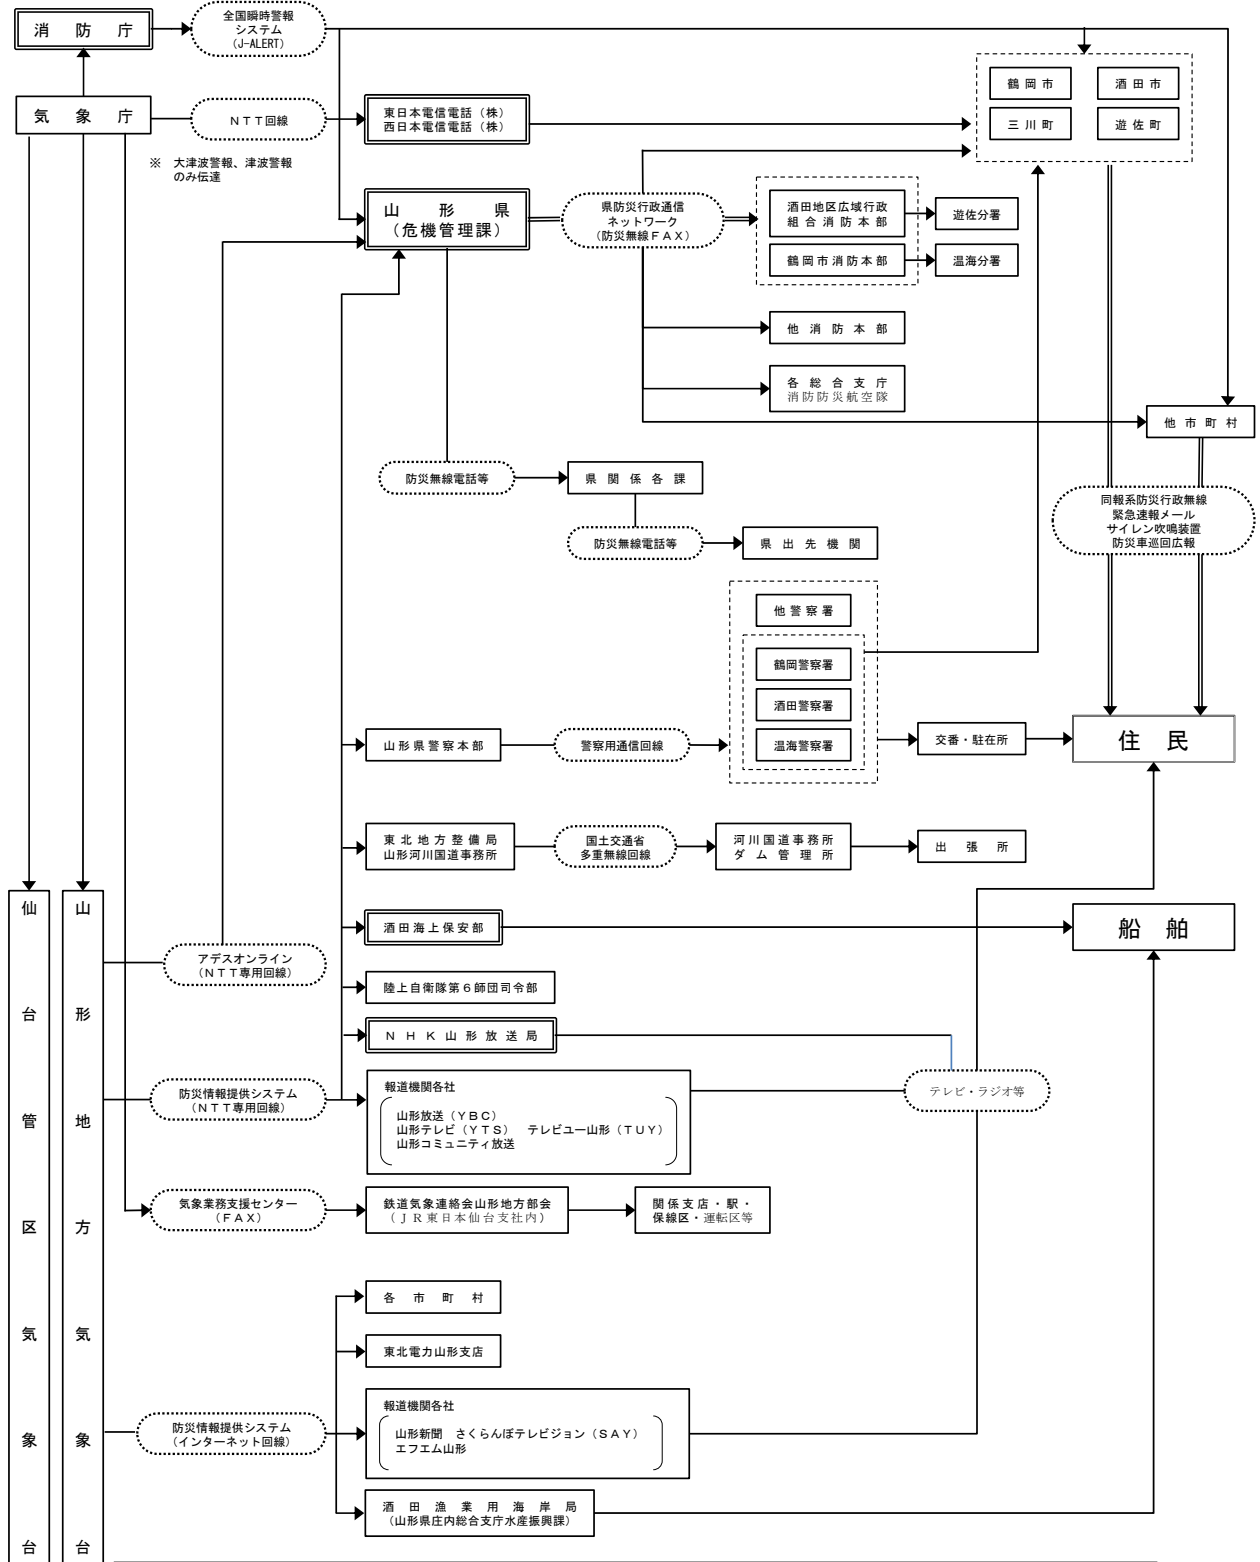 全国瞬時警報
システム
（J-ALERT）
消防庁
鶴岡市
酒田市
気象庁
ＮＴＴ回線
東日本電信電話（株）
西日本電信電話（株）
三川町
遊佐町
※　大津波警報、津波警報
のみ伝達
山形県
（危機管理課）
県防災行政通信
ネットワーク
（防災無線ＦＡＸ）
酒田地区広域行政
組合消防本部
遊佐分署
鶴岡市消防本部
温海分署
他消防本部
各総合支庁
消防防災航空隊
他市町村
防災無線電話等
県関係各課
同報系防災行政無線
緊急速報メール
サイレン吹鳴装置
防災車巡回広報
防災無線電話等
県出先機関
他警察署
鶴岡警察署
酒田警察署
温海警察署
山形県警察本部
警察用通信回線
交番・駐在所
住民
東北地方整備局
山形河川国道事務所
国土交通省
多重無線回線
河川国道事務所
ダム管理所
出張所
仙台管区気象台
山形地方気象台
酒田海上保安部
船舶
アデスオンライン
（ＮＴＴ専用回線）
陸上自衛隊第６師団司令部
ＮＨＫ山形放送局
防災情報提供システム
（ＮＴＴ専用回線）
報道機関各社
山形放送（ＹＢＣ）
山形テレビ（ＹＴＳ）　テレビユー山形（ＴＵＹ）
山形コミュニティ放送
テレビ・ラジオ等
気象業務支援センター
（ＦＡＸ）
鉄道気象連絡会山形地方部会
（ＪＲ東日本仙台支社内）
関係支店・駅・
保線区・運転区等
各市町村
東北電力山形支店
防災情報提供システム
（インターネット回線）
報道機関各社
山形新聞　さくらんぼテレビジョン（ＳＡＹ）
エフエム山形
酒田漁業用海岸局
（山形県庄内総合支庁水産振興課）